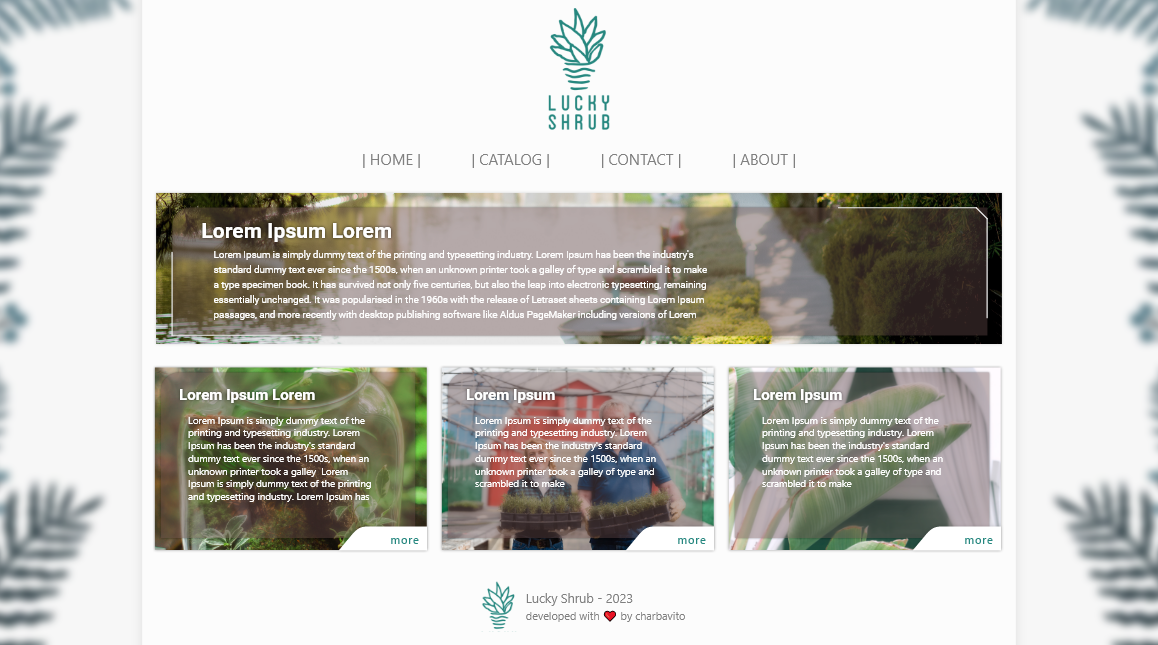 LUCKY
SHRUB
| HOME | | CATALOG | | CONTACT | | ABOUT |
Lorem Ipsum Lorem
Lorem Ipsum is simply dummy text of the printing and typesetting industry. Lorem Ipsum has been the industry's
standard dummy text ever since the 1500s, when an unknown printer took a galley of type and scrambled it to make
a type specimen book. It has survived not only five centuries, but also the leap into electronic typesetting, remaining
essentially unchanged. It was popularised in the 1960s with the release of Letraset sheets containing Lorem Ipsum
passages, and more recently with desktop publishing software like Aldus PageMaker including versions of Lorem
Lorem Ipsum Lorem
Lorem Ipsum is simply dummy text of the
printing and typesetting industry. Lorem
Ipsum has been the industry's standard
dummy text ever since the 1500s, when an
unknown printer took a galley Lorem
Ipsum is simply dummy text of the printing
and typesetting industry. Lorem Ipsum has
more
Lorem Ipsum
Lorem Ipsum is simply dummy text of the
printing and typesetting industry. Lorem
Ipsum has been the industry's standard
dummy text ever since the 1500s, when an
unknown printer took a galley of type and
scrambled it to make
more
Lorem Ipsum
Lorem Ipsum is simply dummy text of the
printing and typesetting industry. Lorem
Ipsum has been the industry's standard
dummy text ever since the 1500s, when an
unknown printer took a galley of type and
scrambled it to make
more
Lucky Shrub - 2023
developed with ❤ by charbavito